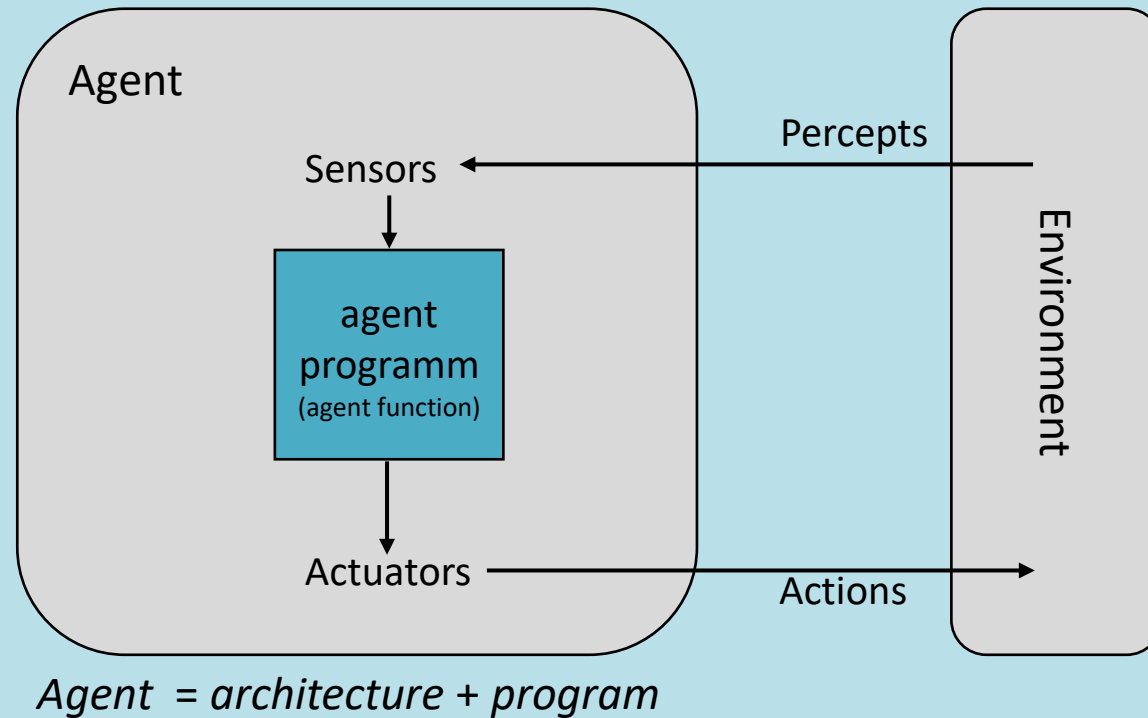 Agent
Percepts
Sensors
Environment
agent
programm
(agent function)
Actuators
Actions
Agent = architecture + program